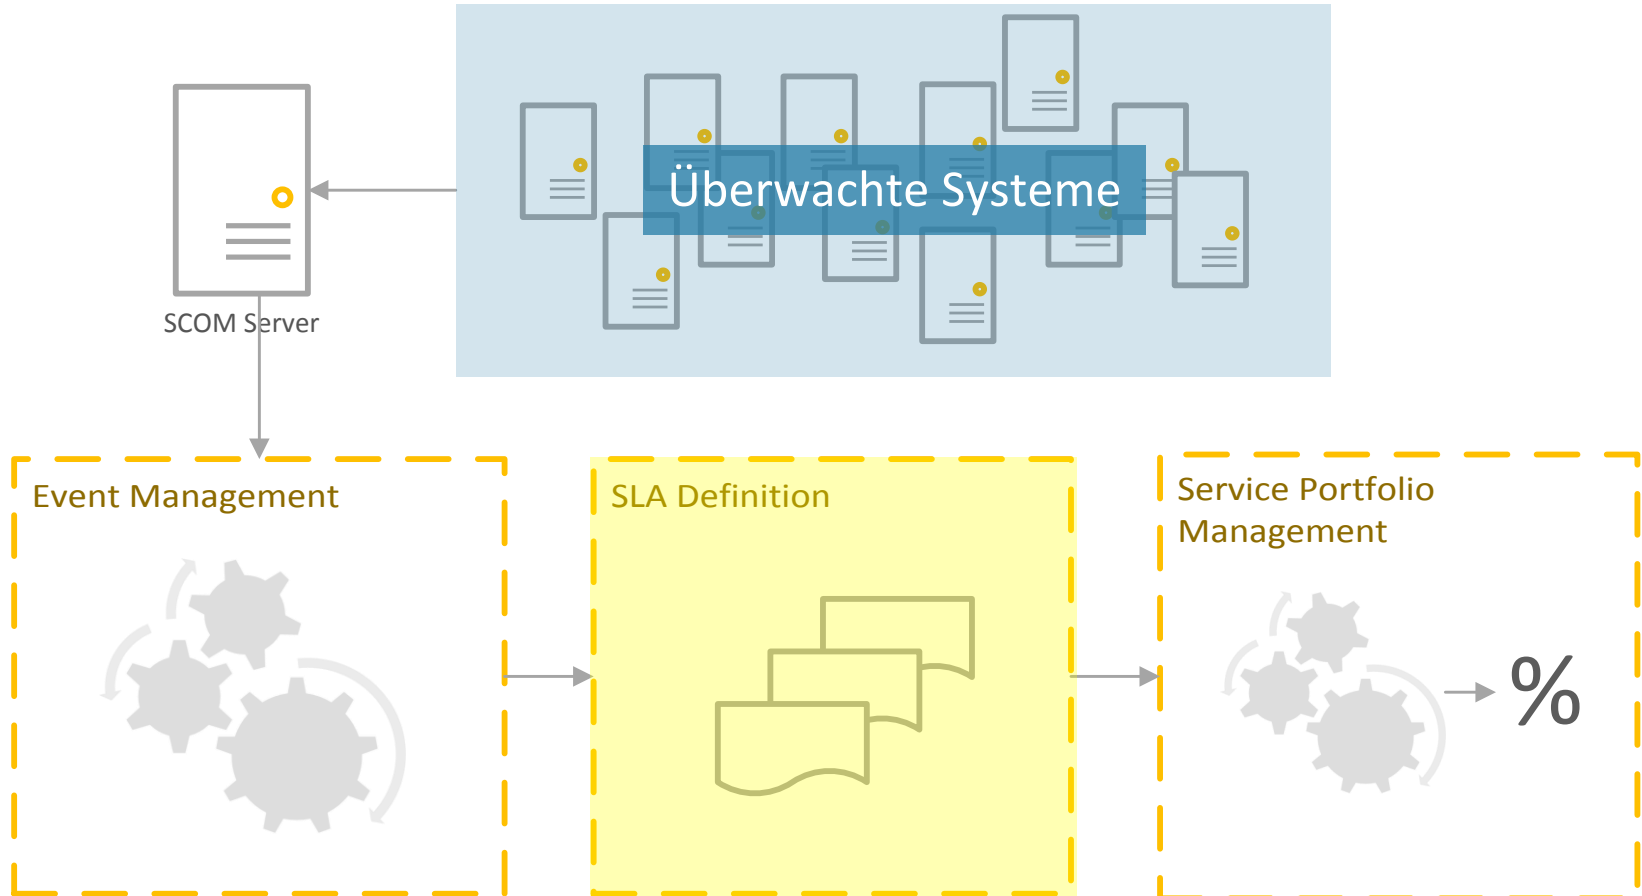 Überwachte Systeme
SCOM Server
Event Management
SLA Definition
Service Portfolio
Management
%